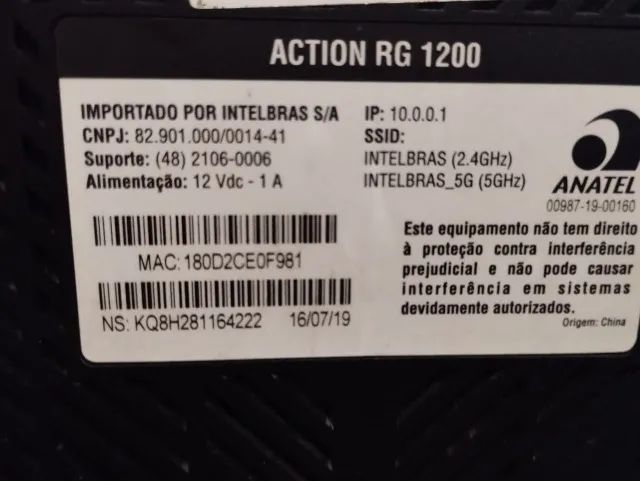 ACTION RG 1200
IMPORTADO POR INTELBRAS S/A
CNPJ: 82.901.000/0014-41
Suporte: (48) 2106-0006
Alimentação: 12 Vdc - 1 A
MAC: 180D2CE0F981
NS: KQ8H281164222 16/07/19
IP: 10.0.0.1
SSID:
INTELBRAS (2.4GHz)
INTELBRAS_5G (5GHz)
ANATEL
00987-19-00160
Este equipamento não tem direito
à proteção contra interferência
prejudicial e não pode causar
interferência em sistemas
devidamente autorizados.
Origem: China